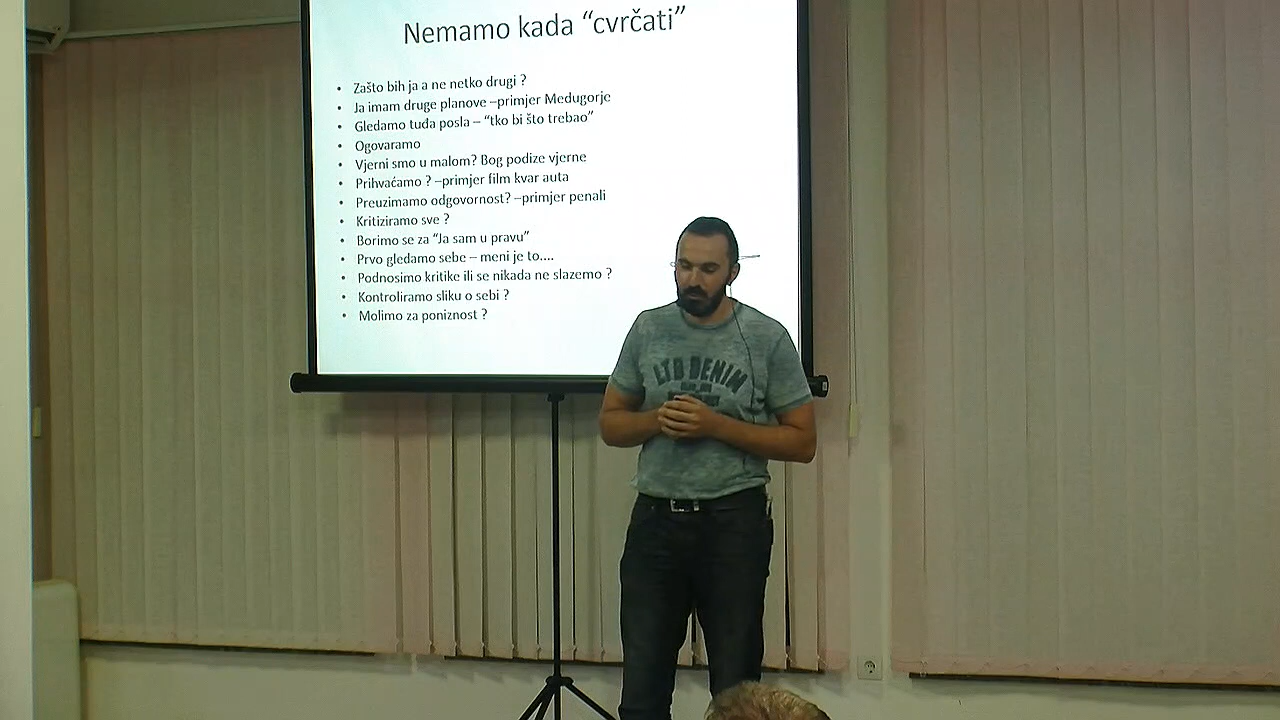 Nemamo kada “cvrčati”
• Zašto bih ja a ne netko drugi ?
• Ja imam druge planove –primjer Medugorje
• Gledamo tuđa posla – “tko bi što trebao”
• Ogovaramo
• Vjerni smo u malom? Bog podize vjerne
• Prihvaćamo ? –primjer film kvar auta
• Preuzimamo odgovornost? –primjer penali
• Kritiziramo sve ?
• Borimo se za “Ja sam u pravu”
• Prvo gledamo sebe – meni je to....
• Podnosimo kritike ili se nikada ne slazemo ?
• Kontroliramo sliku o sebi ?
• Molimo za poniznost ?
LTB DENIM